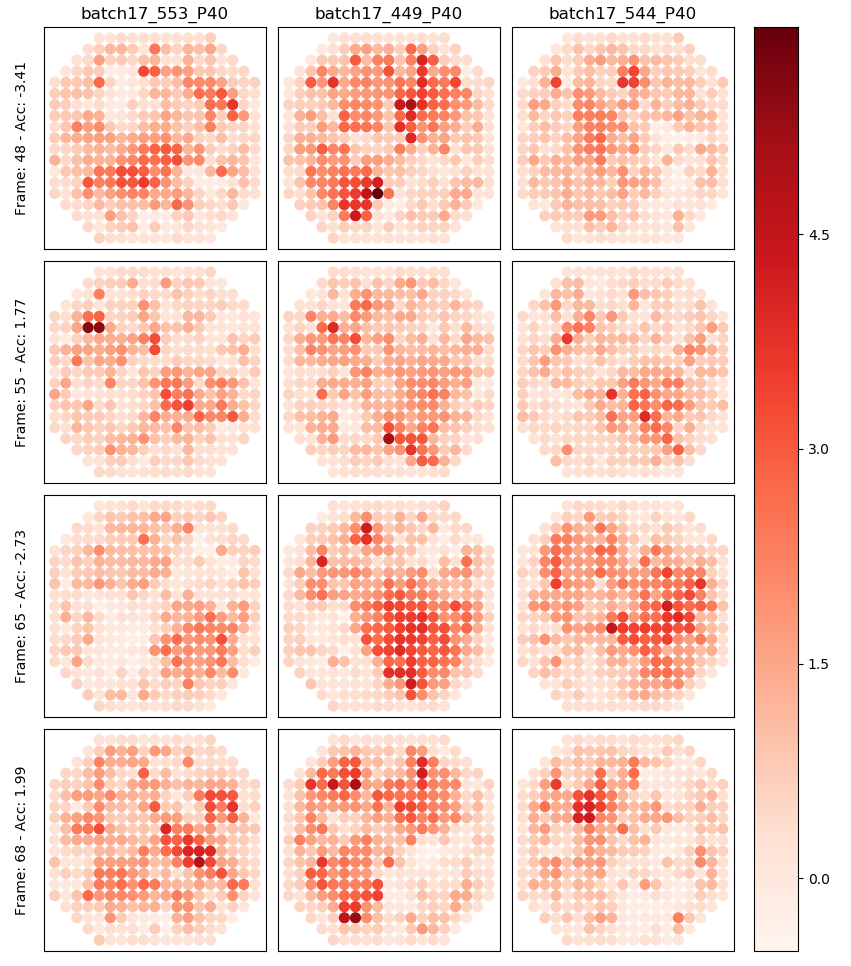 batch17_553_P40 batch17_449_P40 batch17_544_P40
Frame: 48 - Acc: -3.41
Frame: 55 - Acc: 1.77
Frame: 65 - Acc: -2.73
Frame: 68 - Acc: 1.99
4.5
3.0
1.5
0.0